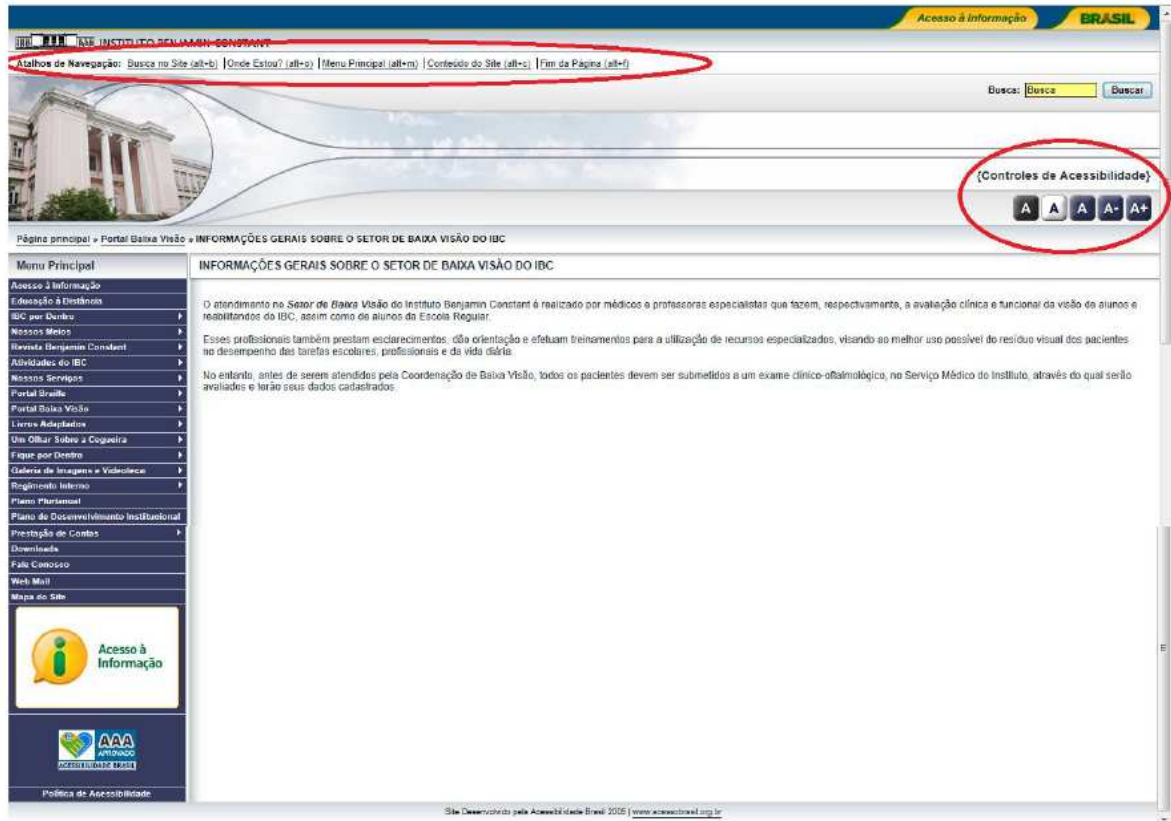 Acesso à Informação BRASIL
INSTITUTO BENJAMIN CONSTANT
Atalhos de Navegação: Busca no Site (alt+b) | Onde Estou? (alt+o) | Menu Principal (alt+m) | Conteúdo do Site (alt+c) | Fim da Página (alt+f)
Busca: Busca Buscar
{Controles de Acessibilidade}
A A A A- A+
Página principal » Portal Baixa Visão » INFORMAÇÕES GERAIS SOBRE O SETOR DE BAIXA VISÃO DO IBC
Menu Principal
Acesso à Informação
Educação à Distância
IBC por Dentro
Nossos Meios
Revista Benjamin Constant
Atividades do IBC
Nossos Serviços
Portal Braille
Portal Baixa Visão
Livros Adaptados
Um Olhar Sobre a Cegueira
Fique por Dentro
Galeria de Imagens e Videoteca
Regimento Interno
Plano Plurianual
Plano de Desenvolvimento Institucional
Prestação de Contas
Downloads
Fale Conosco
Web Mail
Mapa do Site
Acesso à
Informação
AAA
APROVADO
ACESSIBILIDADE BRASIL
Política de Acessibilidade
INFORMAÇÕES GERAIS SOBRE O SETOR DE BAIXA VISÃO DO IBC
O atendimento no Setor de Baixa Visão do Instituto Benjamin Constant é realizado por médicos e professoras especialistas que fazem, respectivamente, a avaliação clínica e funcional da visão de alunos e
reabilitandos do IBC, assim como de alunos da Escola Regular.
Esses profissionais também prestam esclarecimentos, dão orientação e efetuam treinamentos para a utilização de recursos especializados, visando ao melhor uso possível do resíduo visual dos pacientes
no desempenho das tarefas escolares, profissionais e da vida diária.
No entanto, antes de serem atendidos pela Coordenação de Baixa Visão, todos os pacientes devem ser submetidos a um exame clínico-oftalmológico, no Serviço Médico do Instituto, através do qual serão
avaliados e terão seus dados cadastrados.
Site Desenvolvido pela Acessibilidade Brasil 2005 | www.acessobrasil.org.br